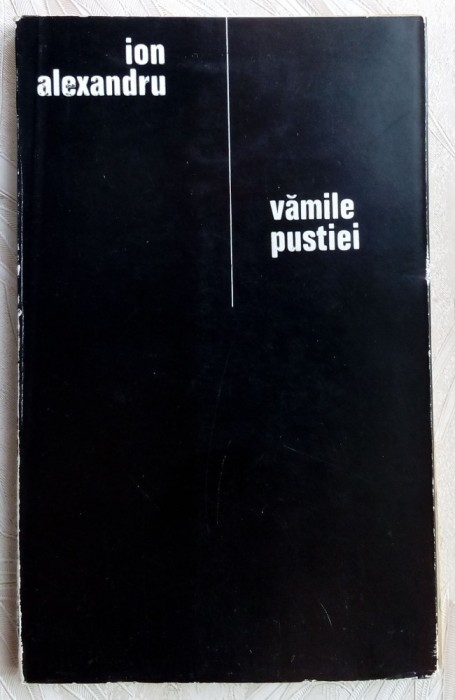 ion
alexandru
vămile
pustiei